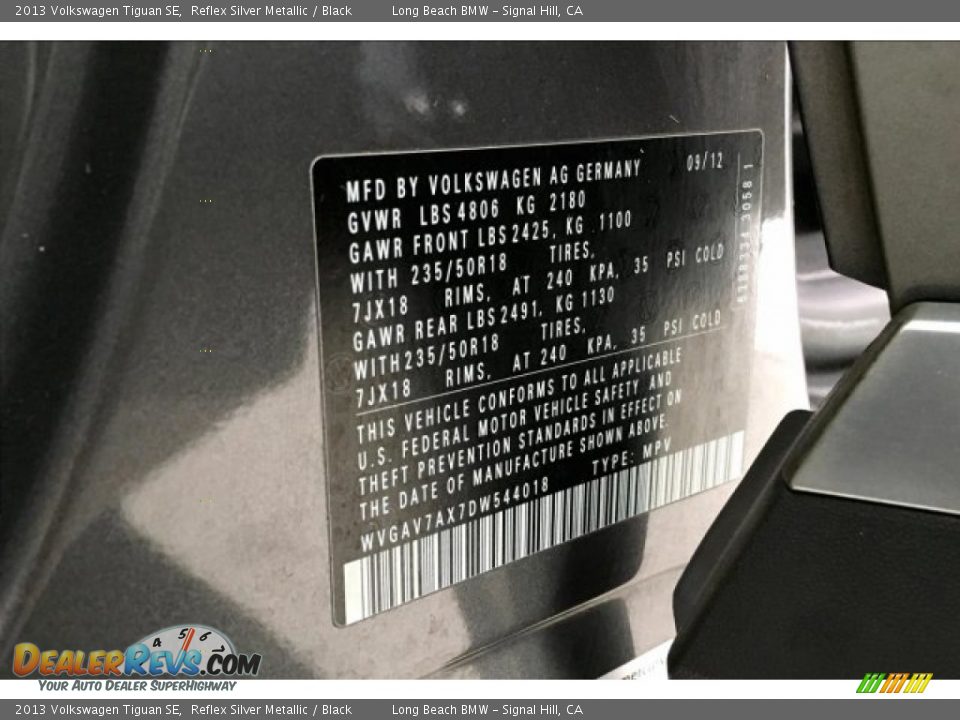 2013 Volkswagen Tiguan SE,  Reflex Silver Metallic / Black          Long Beach BMW - Signal Hill, CA
MFD BY VOLKSWAGEN AG GERMANY          09/12
GVWR  LBS 4806  KG  2180
GAWR FRONT LBS 2425, KG  1100
WITH 235/50R18      TIRES,
7JX18     RIMS,  AT  240  KPA, 35  PSI COLD
GAWR REAR LBS 2491, KG 1130
WITH 235/50R18      TIRES,
7JX18     RIMS,   AT 240  KPA, 35  PSI COLD
THIS VEHICLE CONFORMS TO ALL APPLICABLE
U.S. FEDERAL MOTOR VEHICLE SAFETY AND
THEFT PREVENTION STANDARDS IN EFFECT ON
THE DATE OF MANUFACTURE SHOWN ABOVE.
WVGAV7AX7DW544018          TYPE: MPV
4 5 6
DEALERREVS.COM
YOUR AUTO DEALER SUPERHIGHWAY
2013 Volkswagen Tiguan SE,  Reflex Silver Metallic / Black          Long Beach BMW - Signal Hill, CA